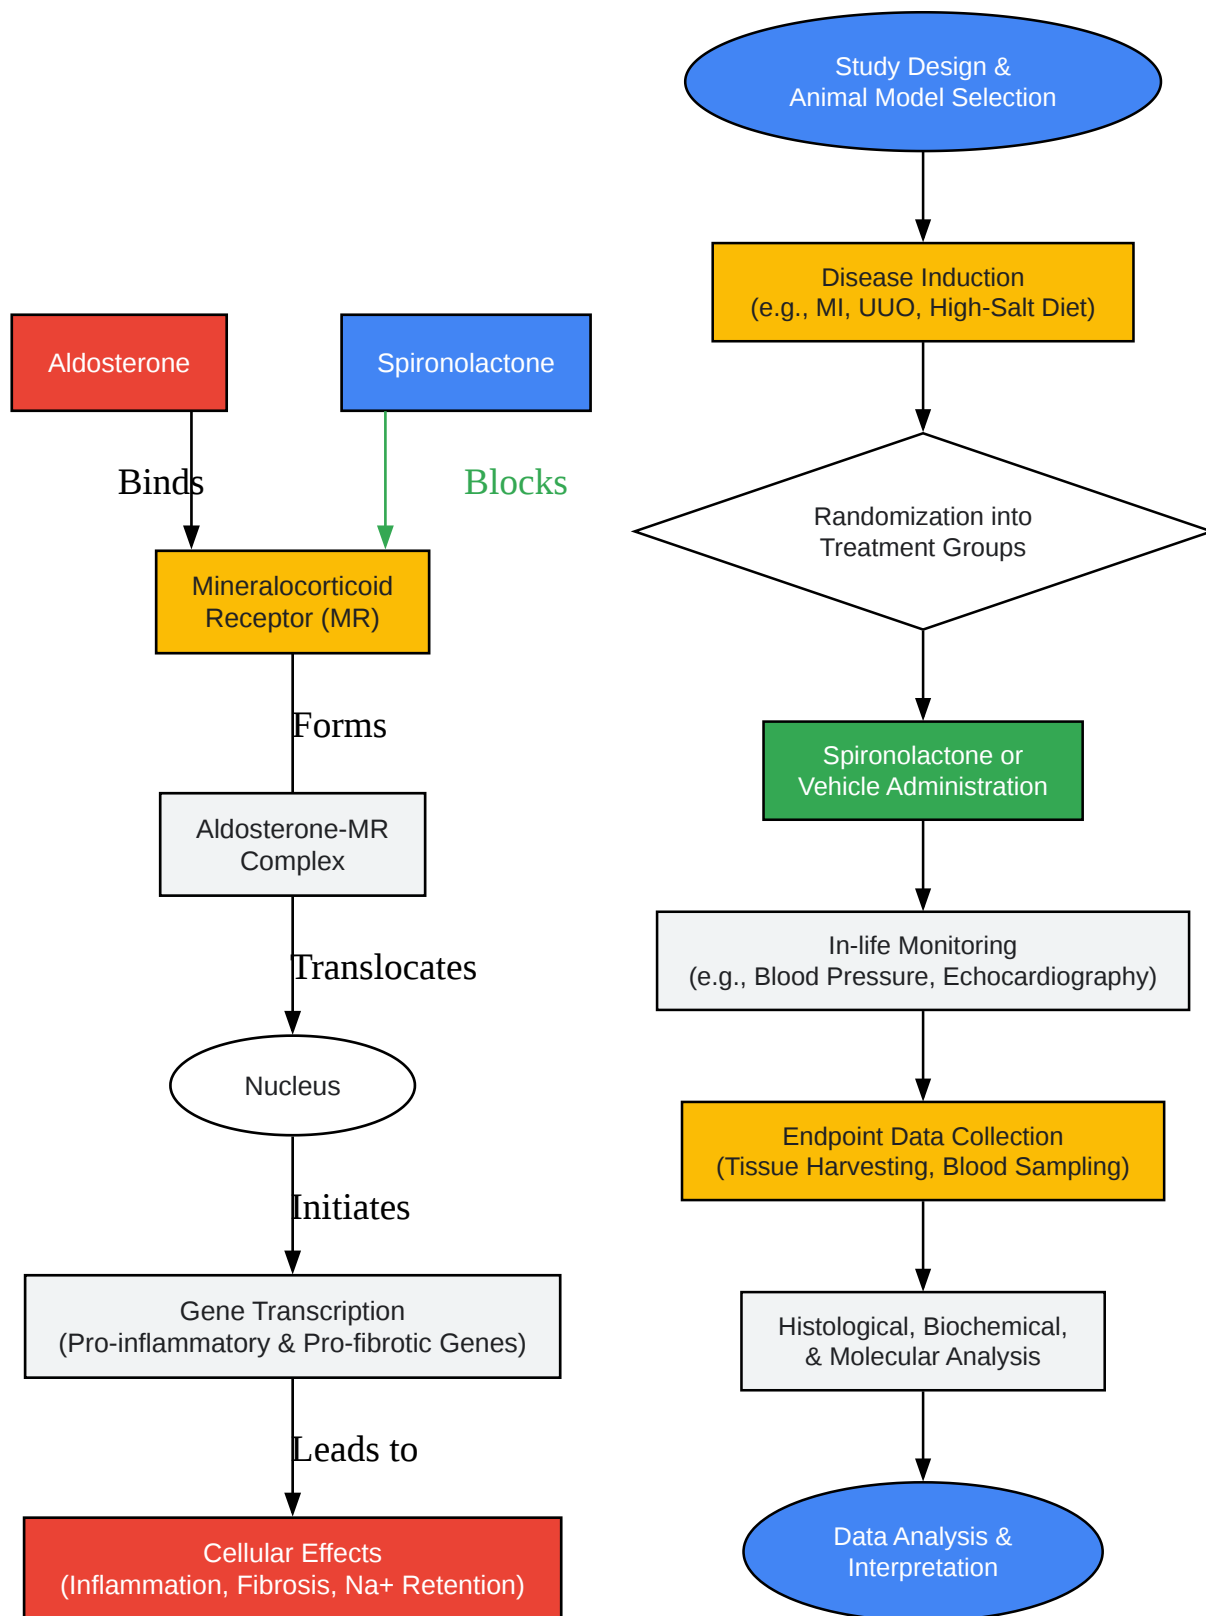 Aldosterone
Spironolactone
Binds
Blocks
Mineralocorticoid
Receptor (MR)
Forms
Aldosterone-MR
Complex
Translocates
Nucleus
Initiates
Gene Transcription
(Pro-inflammatory & Pro-fibrotic Genes)
Leads to
Cellular Effects
(Inflammation, Fibrosis, Na+ Retention)
Study Design &
Animal Model Selection
Disease Induction
(e.g., MI, UUO, High-Salt Diet)
Randomization into
Treatment Groups
Spironolactone or
Vehicle Administration
In-life Monitoring
(e.g., Blood Pressure, Echocardiography)
Endpoint Data Collection
(Tissue Harvesting, Blood Sampling)
Histological, Biochemical,
& Molecular Analysis
Data Analysis &
Interpretation